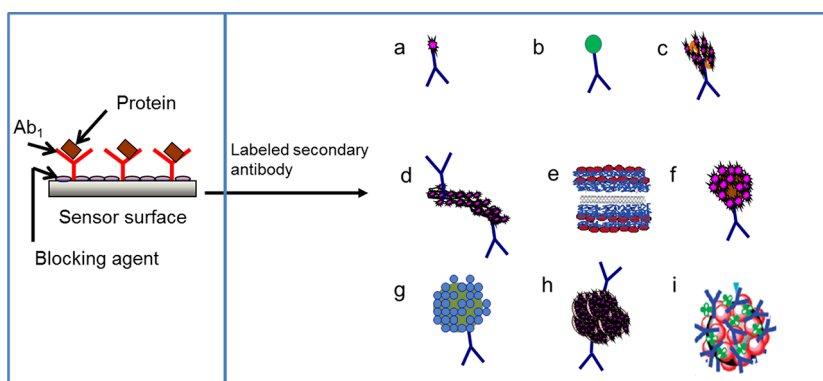 Protein
Ab1
Sensor surface
Blocking agent
Labeled secondary
antibody
a
b
c
d
e
f
g
h
i